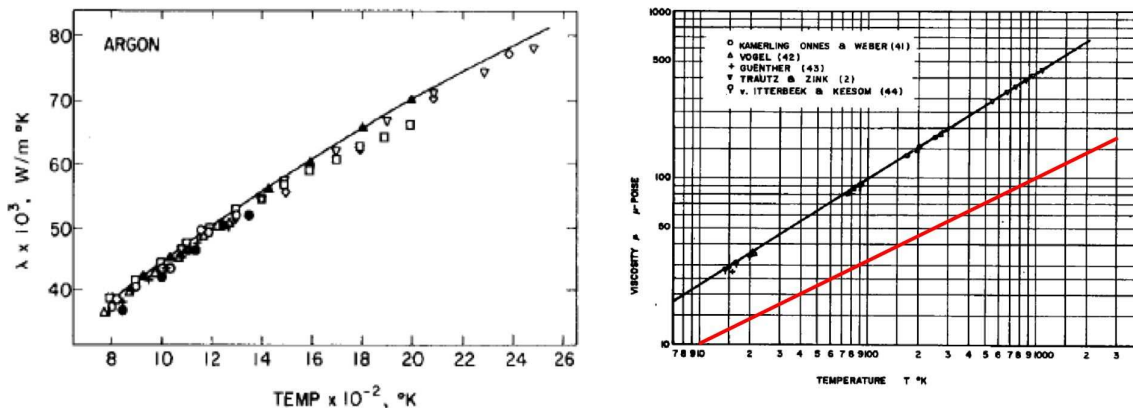 ARGON
80
70
60
50
40
λ x 10³, W/m °K
8 10 12 14 16 18 20 22 24 26
TEMP x 10⁻², °K
1000
500
100
50
10
VISCOSITY μ μ-POISE
○ KAMERLING ONNES & WEBER (41)
△ VOGEL (42)
+ GUENTHER (43)
▽ TRAUTZ & ZINK (2)
v. ITTERBEEK & KEESOM (44)
7 8 9 10 2 3 4 5 6 7 8 9 100 2 3 4 5 6 7 8 9 1000 2 3
TEMPERATURE T °K